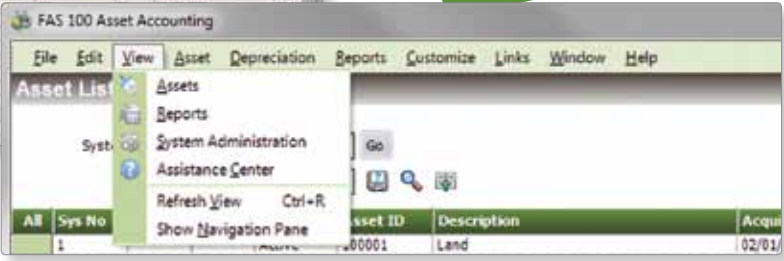 FAS 100 Asset Accounting
File Edit View Asset Depreciation Reports Customize Links Window Help
Asset List
Assets
Reports
Syst
System Administration
Go
Assistance Center
Refresh View Ctrl+R
Show Navigation Pane
All Sys No Asset ID Description Acqui
1 Active 100001 Land 02/01/